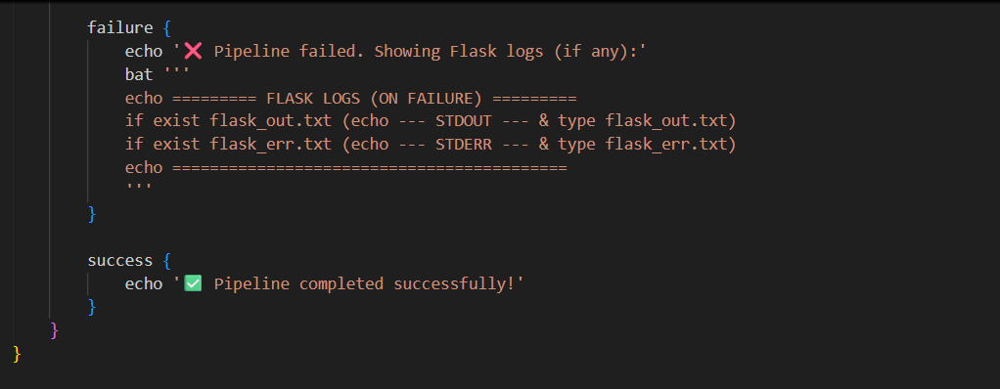 failure {
echo '❌ Pipeline failed. Showing Flask logs (if any):'
bat '''
echo ========= FLASK LOGS (ON FAILURE) =========
if exist flask_out.txt (echo --- STDOUT --- & type flask_out.txt)
if exist flask_err.txt (echo --- STDERR --- & type flask_err.txt)
echo ==========================================
'''
}
success {
echo '✅ Pipeline completed successfully!'
}
}
}